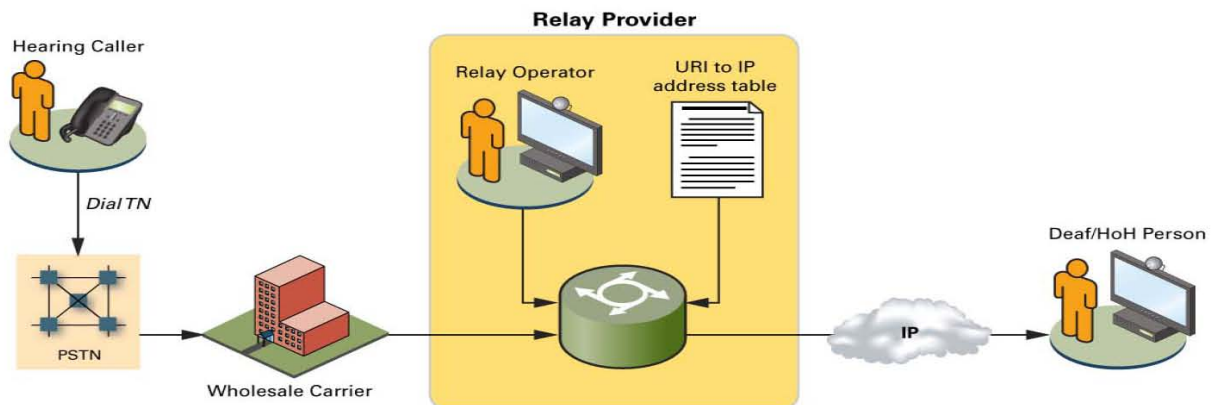 Relay Provider
Hearing Caller
Relay Operator
URI to IP
address table
Dial TN
Deaf/HoH Person
PSTN
IP
Wholesale Carrier